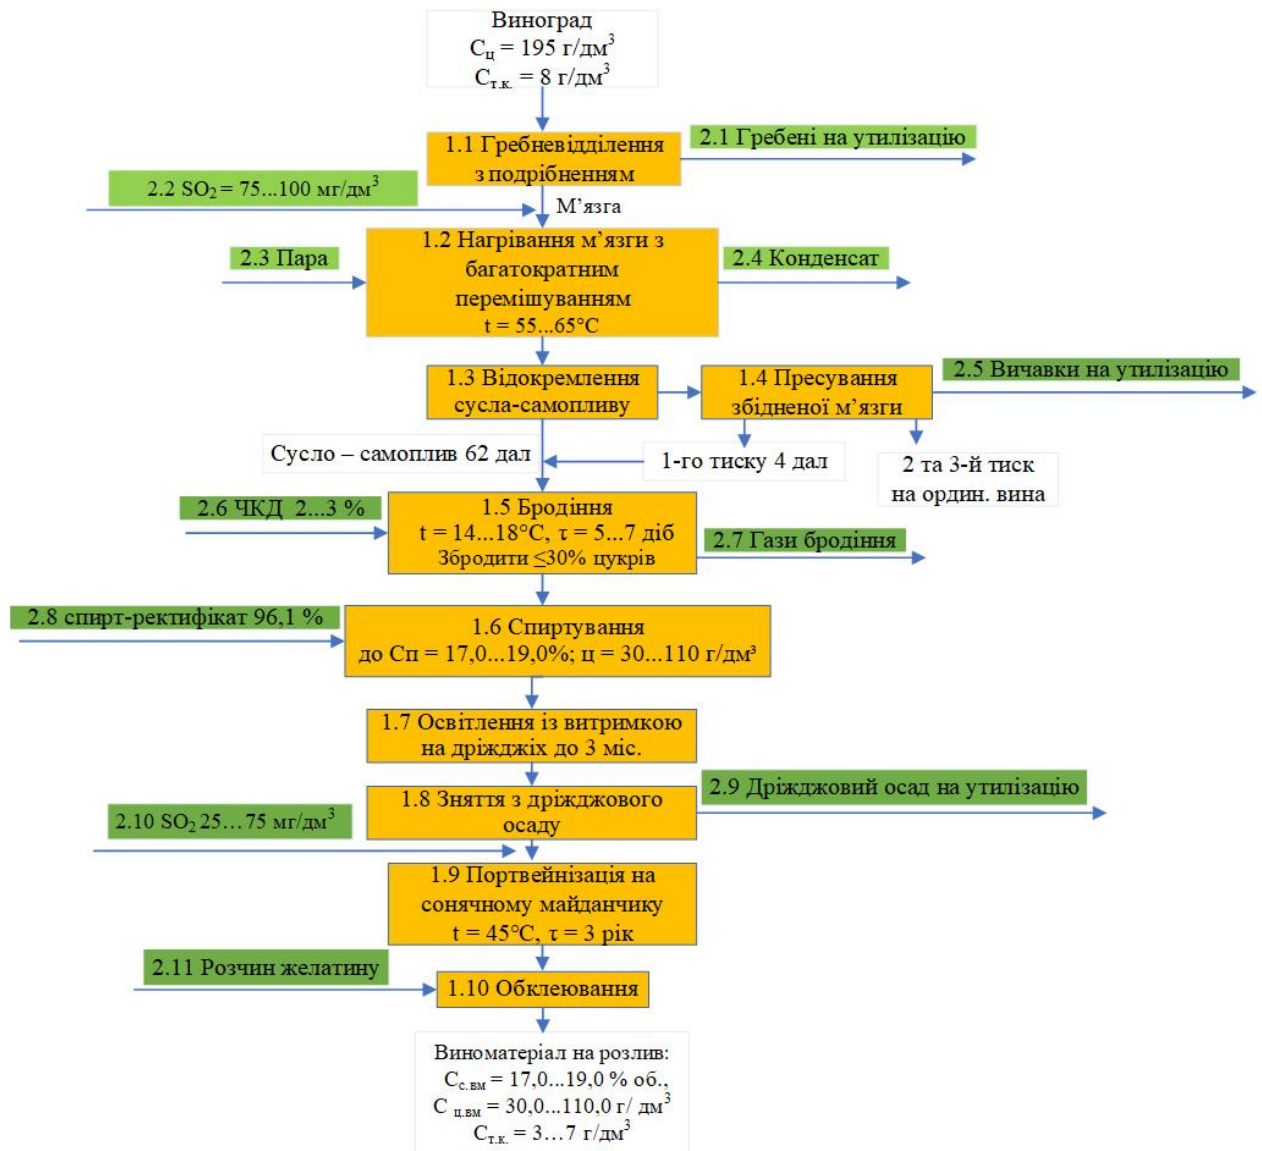 Виноград
Сц = 195 г/дм³
Ст.к. = 8 г/дм³
1.1 Гребневідділення
з подрібненням
2.1 Гребені на утилізацію
2.2 SO₂ = 75...100 мг/дм³
М’язга
1.2 Нагрівання м’язги з
багатократним
перемішуванням
t = 55...65°C
2.3 Пара
2.4 Конденсат
1.3 Відокремлення
сусла-самопливу
1.4 Пресування
збідненої м’язги
2.5 Вичавки на утилізацію
Сусло – самоплив 62 дал
1-го тиску 4 дал
2 та 3-й тиск
на ордин. вина
2.6 ЧКД 2...3 %
1.5 Бродіння
t = 14...18°C, τ = 5...7 діб
Збродити ≤30% цукрів
2.7 Гази бродіння
2.8 спирт-ректифікат 96,1 %
1.6 Спиртування
до Сп = 17,0...19,0%; ц = 30...110 г/дм³
1.7 Освітлення із витримкою
на дріжджіх до 3 міс.
1.8 Зняття з дріжджового
осаду
2.9 Дріжджовий осад на утилізацію
2.10 SO₂ 25…75 мг/дм³
1.9 Портвейнізація на
сонячному майданчику
t = 45°C, τ = 3 рік
2.11 Розчин желатину
1.10 Обклеювання
Виноматеріал на розлив:
Сс.вм = 17,0...19,0 % об.,
С ц.вм = 30,0...110,0 г/ дм³
Ст.к. = 3…7 г/дм³